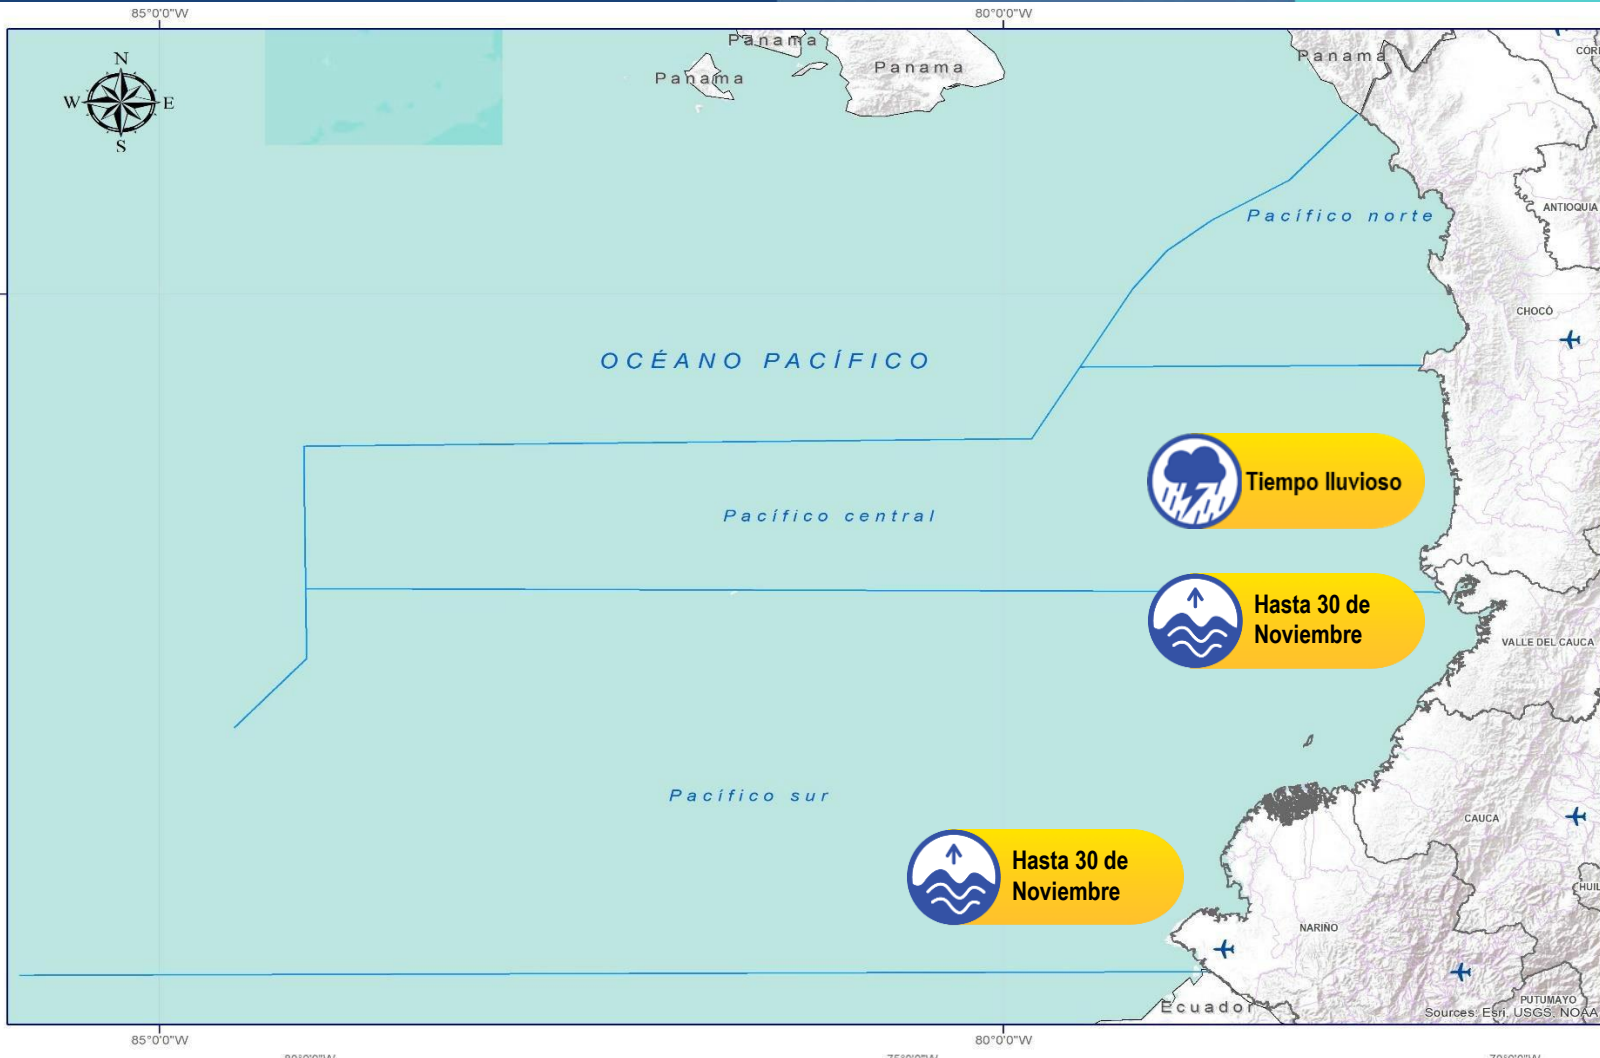 85°0'0"W
80°0'0"W
N
W
E
S
Panama
Panama
Panama
Panama
ANTIOQUIA
Pacífico norte
CHOCÓ
OCÉANO PACÍFICO
Tiempo lluvioso
Pacífico central
Hasta 30 de
Noviembre
VALLE DEL CAUCA
Pacífico sur
CAUCA
Hasta 30 de
Noviembre
HUIL
NARIÑO
PUTUMAYO
Ecuador
Sources: Esri, USGS, NOAA
85°0'0"W
80°0'0"W